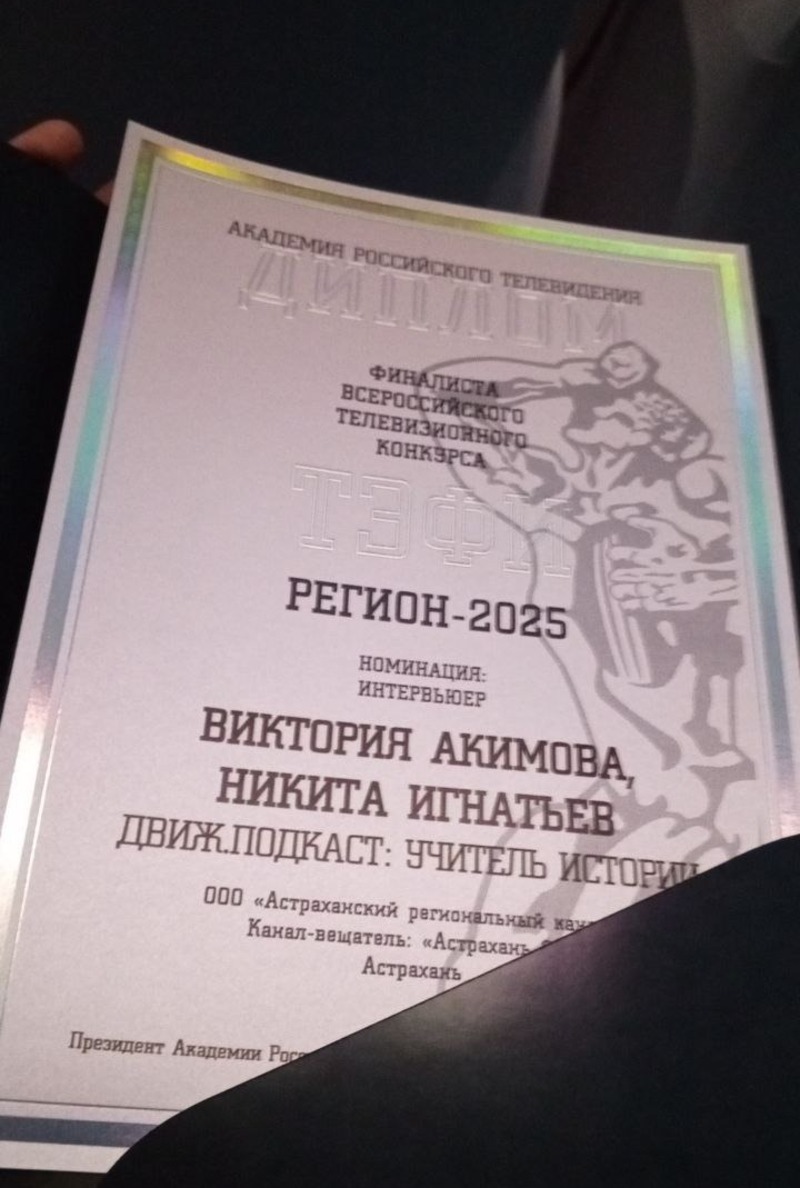 АКАДЕМИЯ РОССИЙСКОГО ТЕЛЕВИДЕНИЯ
ДИПЛОМ
ФИНАЛИСТА
ВСЕРОССИЙСКОГО
ТЕЛЕВИЗИОННОГО
КОНКУРСА
ТЭФИ
РЕГИОН-2025
НОМИНАЦИЯ:
ИНТЕРВЬЮЕР
ВИКТОРИЯ АКИМОВА,
НИКИТА ИГНАТЬЕВ
ДВИЖ.ПОДКАСТ: УЧИТЕЛЬ ИСТОРИИ
ООО «Астраханский региональный
Канал-вещатель: «Астрахань
Астрахань
Президент Академии